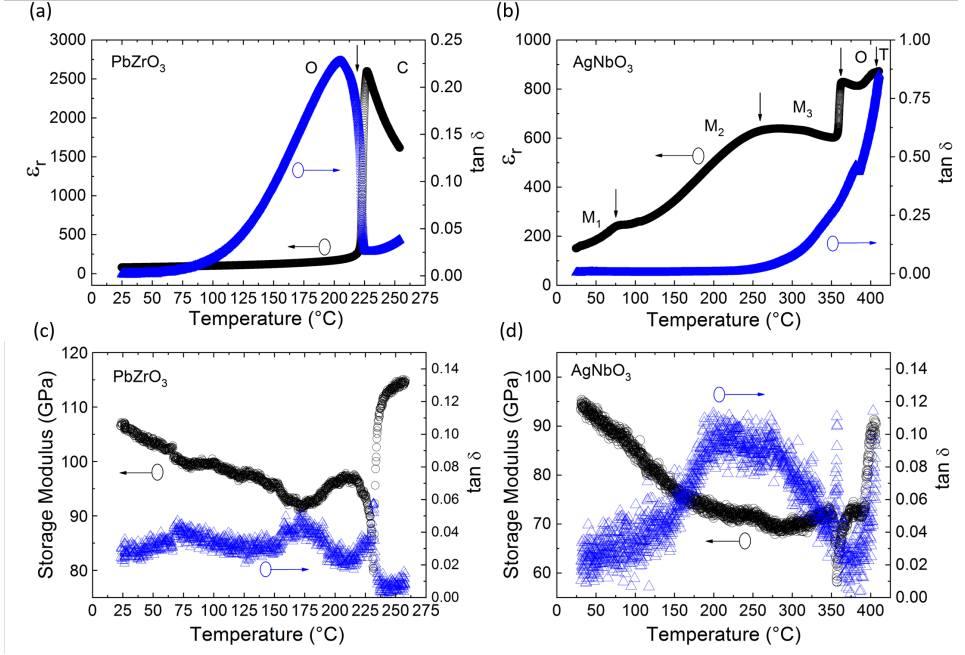 (a)
PbZrO₃
O
C
3000
2500
2000
1500
1000
500
0
0.25
0.20
0.15
0.10
0.05
0.00
εr
tan δ
0 25 50 75 100 125 150 175 200 225 250 275
Temperature (°C)
(b)
AgNbO₃
M₁
M₂
M₃
O
T
1000
800
600
400
200
0
1.00
0.75
0.50
0.25
0.00
εr
tan δ
50 100 150 200 250 300 350 400
Temperature (°C)
(c)
PbZrO₃
120
115
110
105
100
95
90
85
80
0.14
0.12
0.10
0.08
0.06
0.04
0.02
0.00
Storage Modulus (GPa)
tan δ
0 25 50 75 100 125 150 175 200 225 250 275
Temperature (°C)
(d)
AgNbO₃
100
90
80
70
60
0.14
0.12
0.10
0.08
0.06
0.04
0.02
0.00
Storage Modulus (GPa)
tan δ
50 100 150 200 250 300 350 400
Temperature (°C)